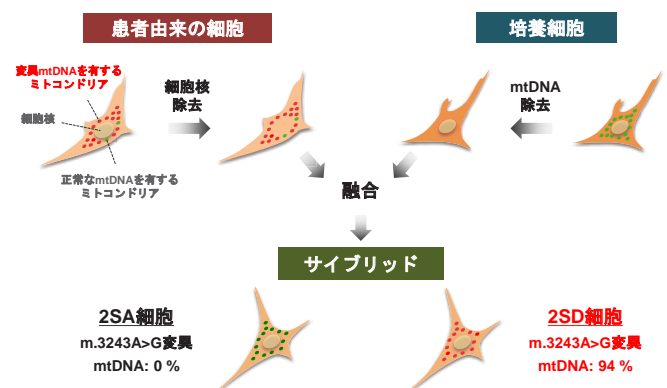 患者由来の細胞
培養細胞
変異mtDNAを有する
ミトコンドリア
細胞核
正常なmtDNAを有する
ミトコンドリア
細胞核
除去
mtDNA
除去
融合
サイブリッド
2SA細胞
m.3243A>G変異
mtDNA: 0 %
2SD細胞
m.3243A>G変異
mtDNA: 94 %